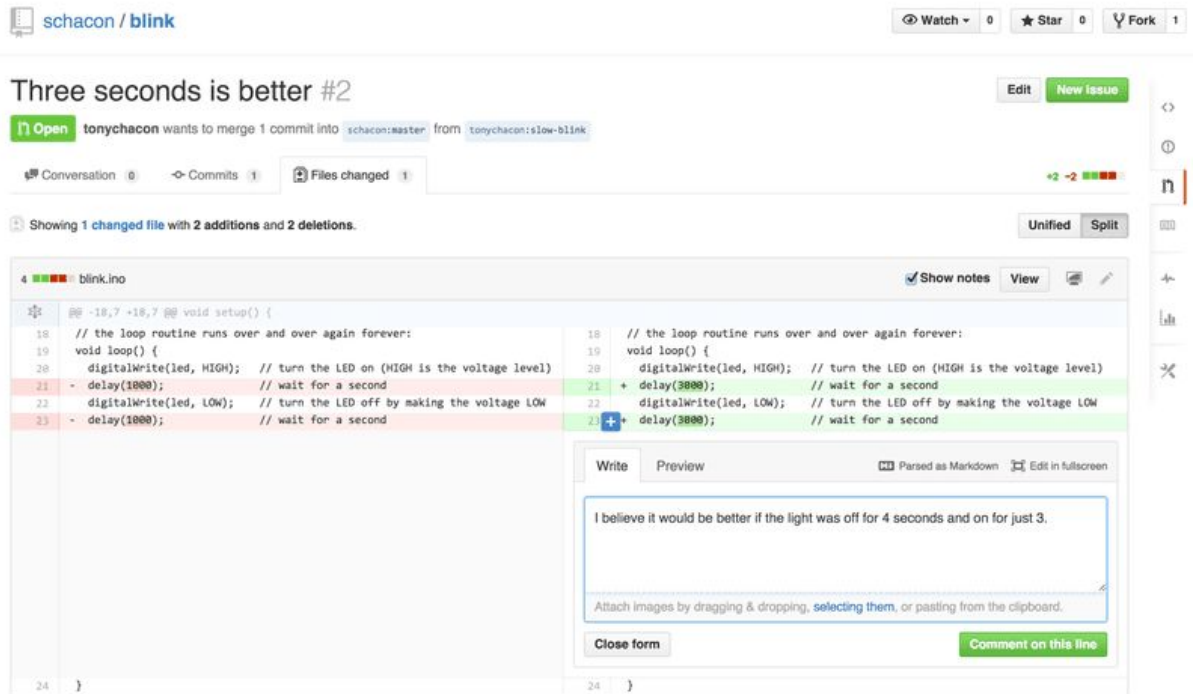 schacon / blink
Watch 0 Star 0 Fork 1
Three seconds is better #2
Edit New Issue
Open tonychacon wants to merge 1 commit into schacon:master from tonychacon:slow-blink
Conversation 0 Commits 1 Files changed 1 +2 −2
Showing 1 changed file with 2 additions and 2 deletions.
Unified Split
4 blink.ino Show notes View
@@ -18,7 +18,7 @@ void setup() {
18 // the loop routine runs over and over again forever:
19 void loop() {
20 digitalWrite(led, HIGH); // turn the LED on (HIGH is the voltage level)
21 - delay(1000); // wait for a second
22 digitalWrite(led, LOW); // turn the LED off by making the voltage LOW
23 - delay(1000); // wait for a second
24 }
18 // the loop routine runs over and over again forever:
19 void loop() {
20 digitalWrite(led, HIGH); // turn the LED on (HIGH is the voltage level)
21 + delay(3000); // wait for a second
22 digitalWrite(led, LOW); // turn the LED off by making the voltage LOW
23 + + delay(3000); // wait for a second
Write Preview Parsed as Markdown Edit in fullscreen
I believe it would be better if the light was off for 4 seconds and on for just 3.
Attach images by dragging & dropping, selecting them, or pasting from the clipboard.
Close form Comment on this line
24 }